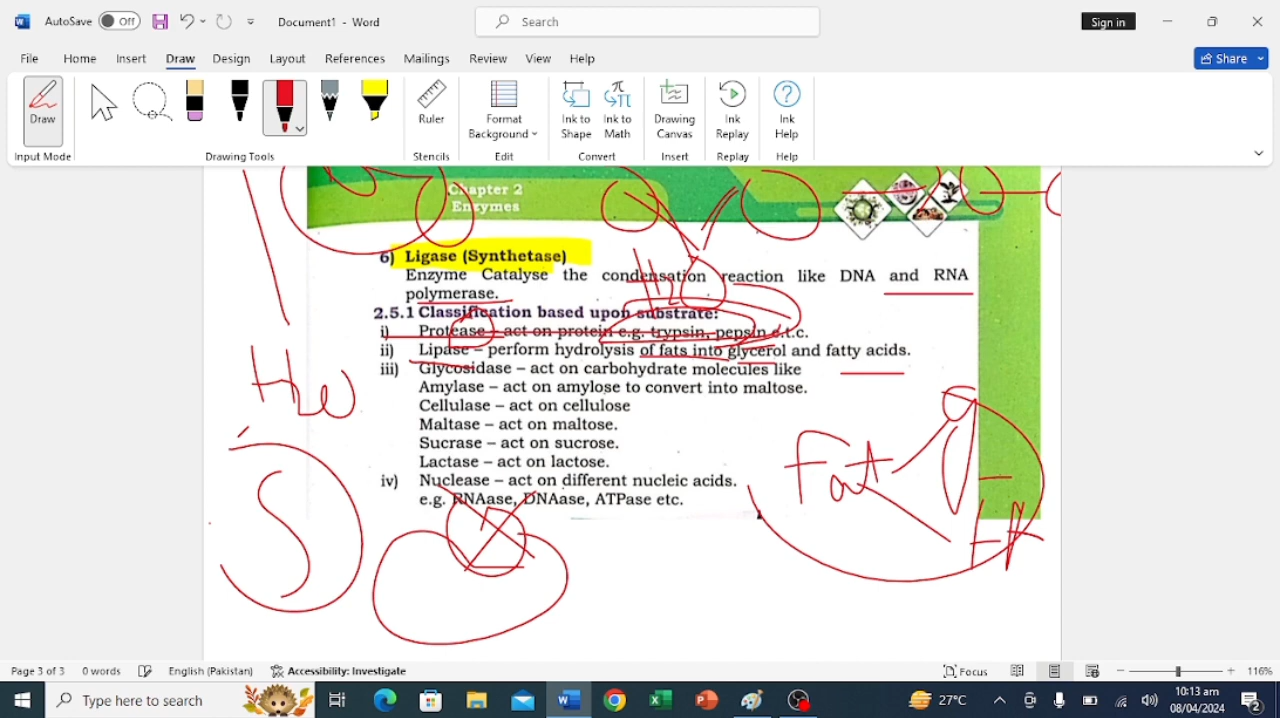 AutoSave Off Document1 - Word Search Sign in
File Home Insert Draw Design Layout References Mailings Review View Help Share
Draw Ruler Format Background Ink to Shape Ink to Math Drawing Canvas Ink Replay Ink Help
Input Mode Drawing Tools Stencils Edit Convert Insert Replay Help
Chapter 2
Enzymes
6) Ligase (Synthetase)
Enzyme Catalyse the condensation reaction like DNA and RNA
polymerase.
2.5.1 Classification based upon substrate:
i) Protease – act on protein e.g. trypsin, pepsin e.t.c.
ii) Lipase – perform hydrolysis of fats into glycerol and fatty acids.
iii) Glycosidase – act on carbohydrate molecules like
Amylase – act on amylose to convert into maltose.
Cellulase – act on cellulose
Maltase – act on maltose.
Sucrase – act on sucrose.
Lactase – act on lactose.
iv) Nuclease – act on different nucleic acids.
e.g. RNAase, DNAase, ATPase etc.
Fat
Page 3 of 3 0 words English (Pakistan) Accessibility: Investigate Focus 116%
Type here to search 27°C 10:13 am
08/04/2024